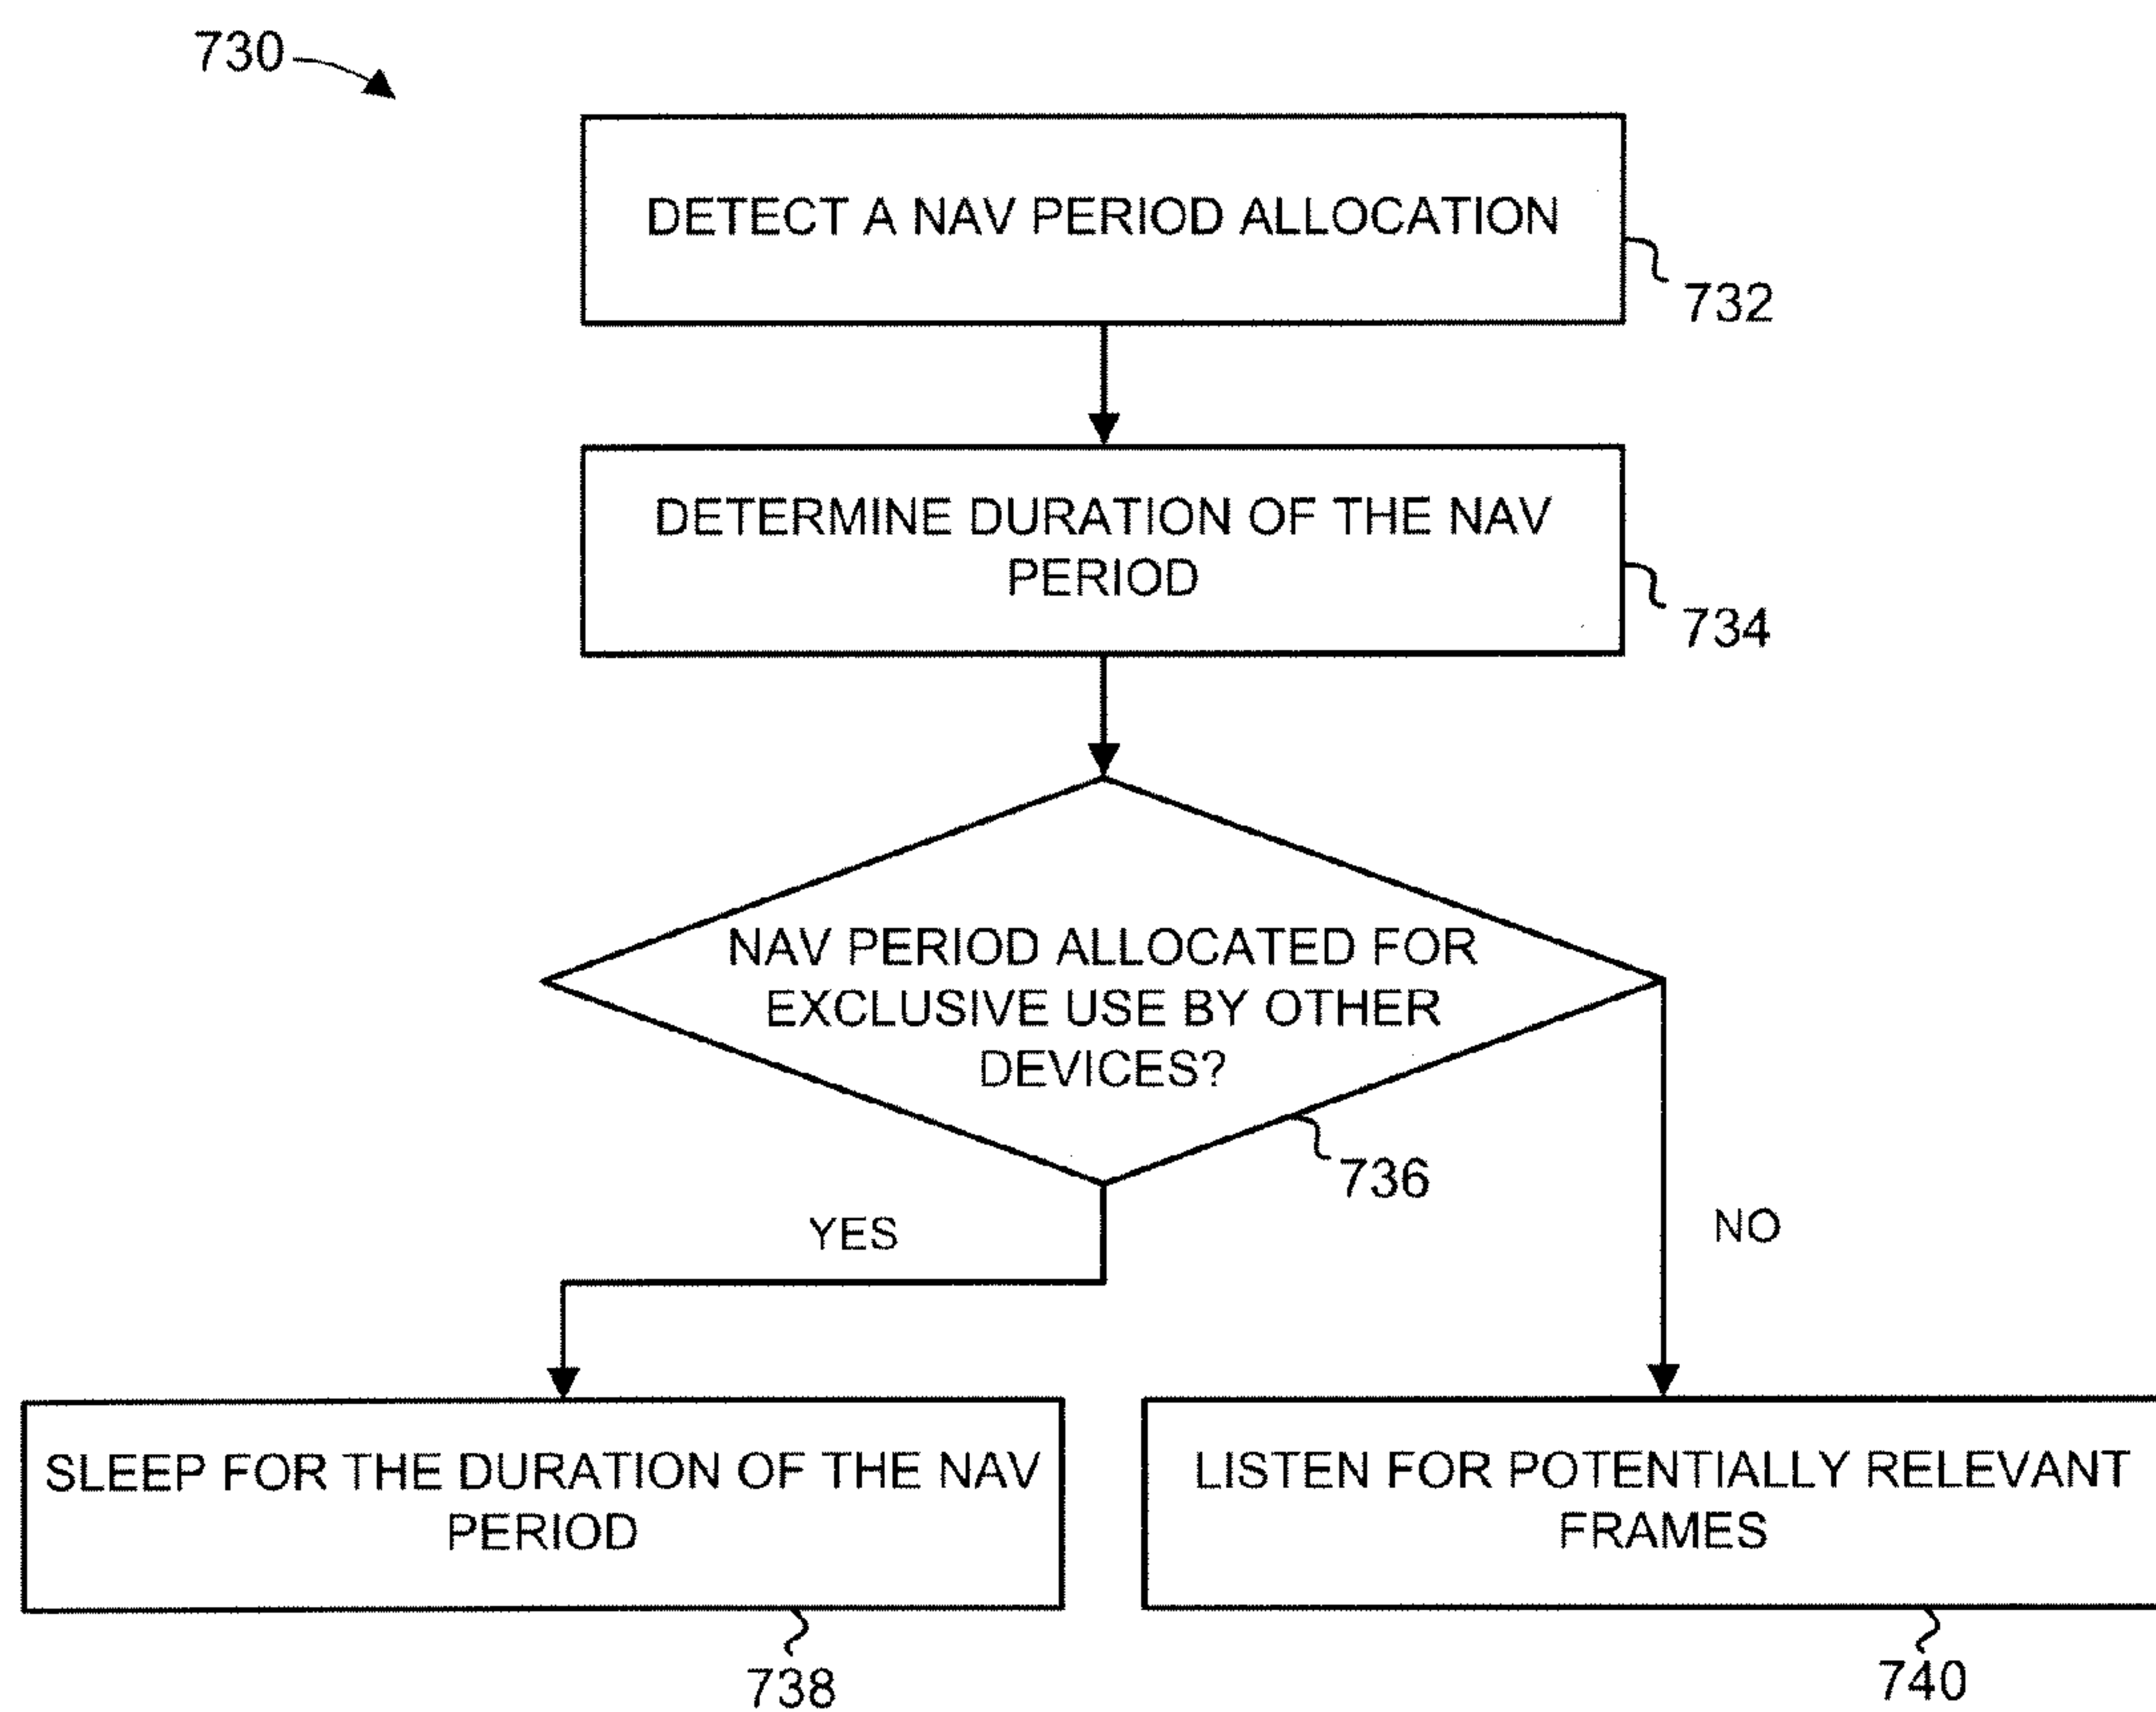 730
DETECT A NAV PERIOD ALLOCATION
732
DETERMINE DURATION OF THE NAV
PERIOD
734
NAV PERIOD ALLOCATED FOR
EXCLUSIVE USE BY OTHER
DEVICES?
736
YES
NO
SLEEP FOR THE DURATION OF THE NAV
PERIOD
738
LISTEN FOR POTENTIALLY RELEVANT
FRAMES
740